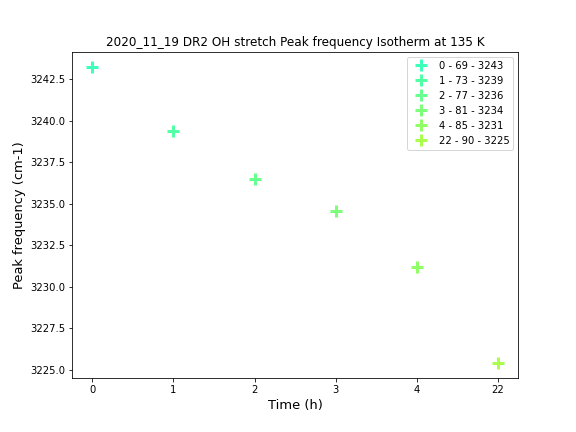 2020_11_19 DR2 OH stretch Peak frequency Isotherm at 135 K
0 - 69 - 3243
1 - 73 - 3239
2 - 77 - 3236
3 - 81 - 3234
4 - 85 - 3231
22 - 90 - 3225
Peak frequency (cm-1)
3242.5
3240.0
3237.5
3235.0
3232.5
3230.0
3227.5
3225.0
0 1 2 3 4 22
Time (h)